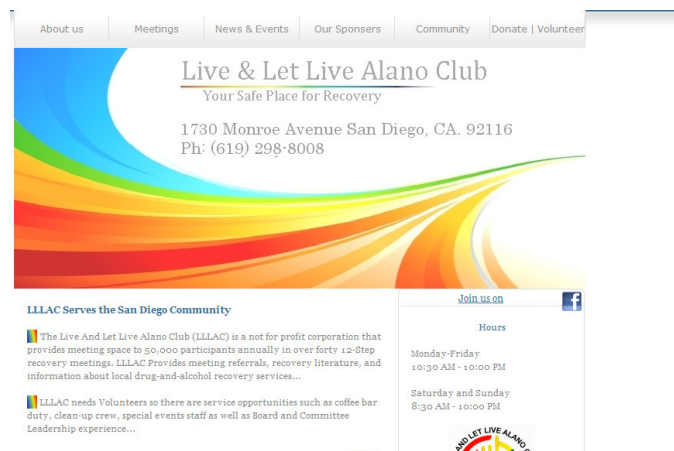 About us Meetings News & Events Our Sponsers Community Donate | Volunteer
Live & Let Live Alano Club
Your Safe Place for Recovery
1730 Monroe Avenue San Diego, CA. 92116
Ph: (619) 298-8008
LLLAC Serves the San Diego Community
The Live And Let Live Alano Club (LLLAC) is a not for profit corporation that
provides meeting space to 50,000 participants annually in over forty 12-Step
recovery meetings. LLLAC Provides meeting referrals, recovery literature, and
information about local drug-and-alcohol recovery services...
LLLAC needs Volunteers so there are service opportunities such as coffee bar
duty, clean-up crew, special events staff as well as Board and Committee
Leadership experience...
Join us on
Hours
Monday-Friday
10:30 AM - 10:00 PM
Saturday and Sunday
8:30 AM - 10:00 PM
AND LET LIVE ALANO